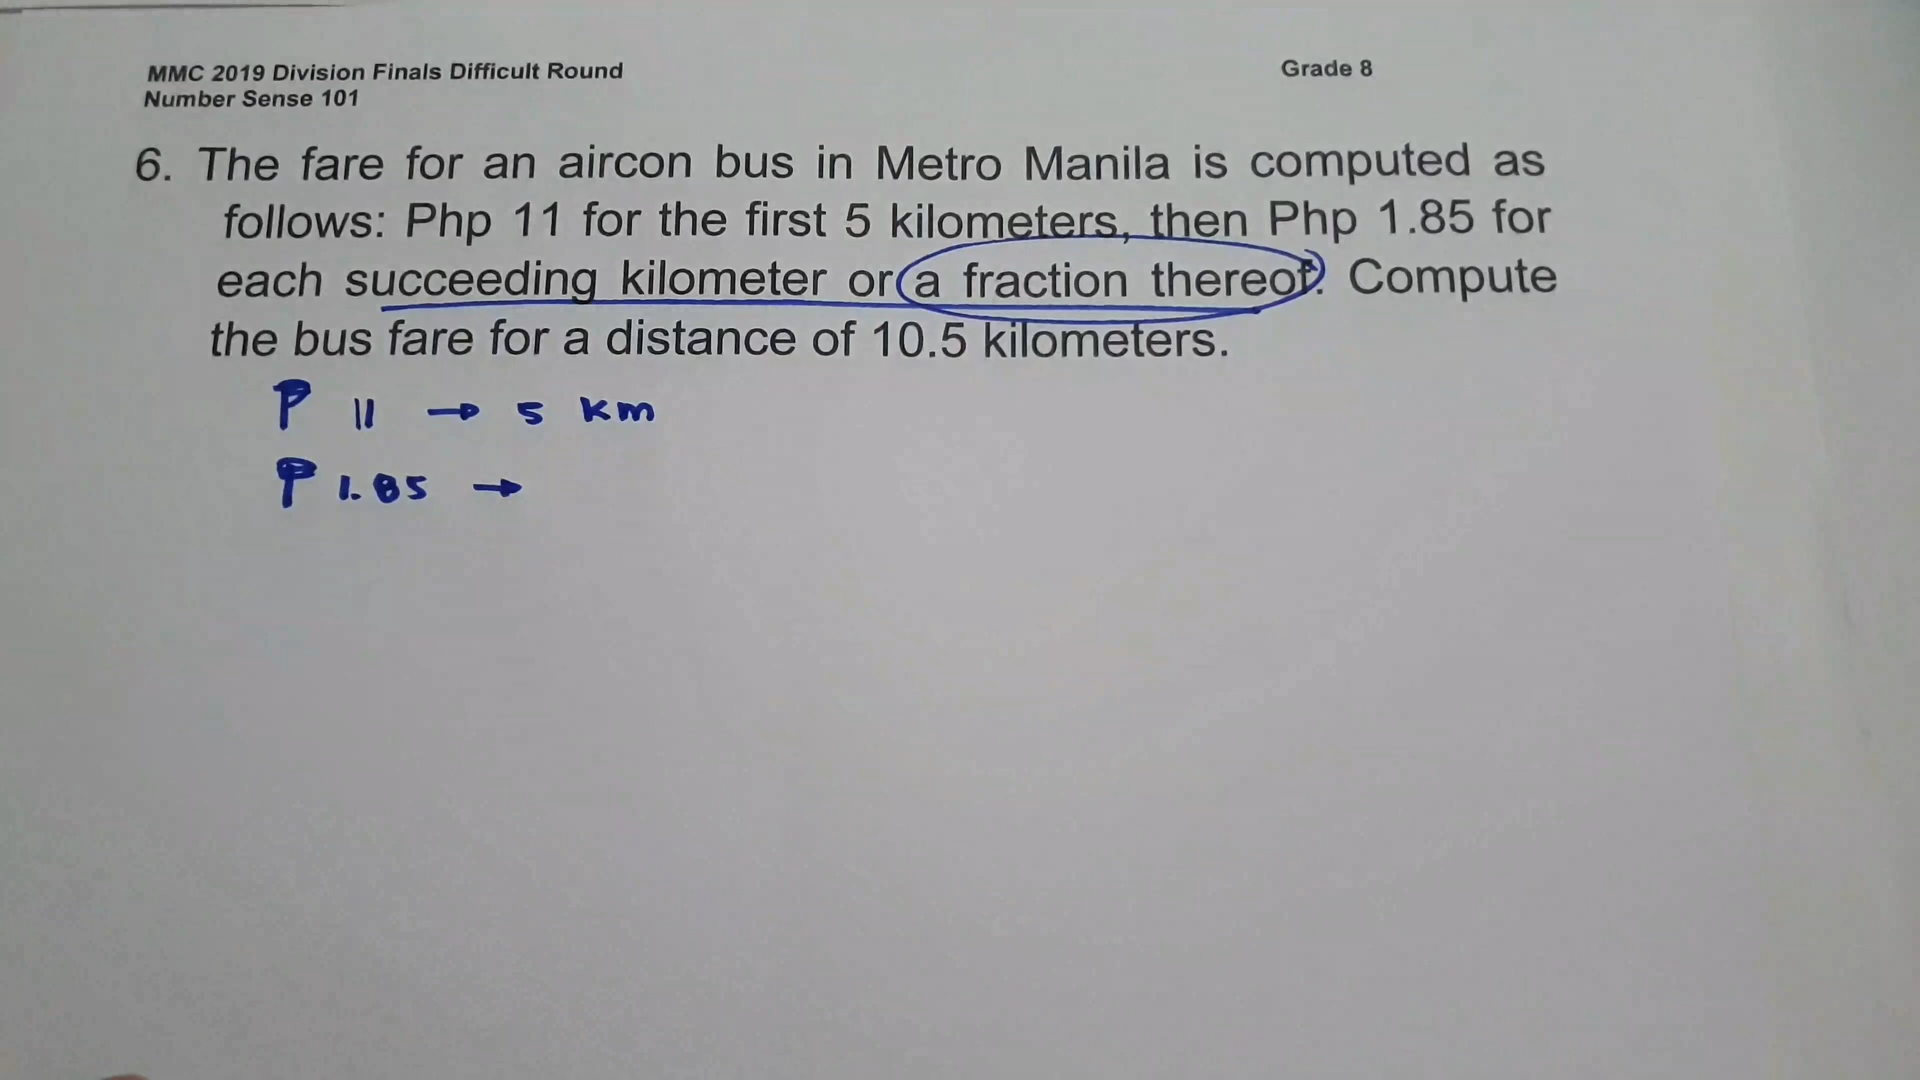 MMC 2019 Division Finals Difficult Round Grade 8
Number Sense 101
6. The fare for an aircon bus in Metro Manila is computed as
follows: Php 11 for the first 5 kilometers, then Php 1.85 for
each succeeding kilometer or a fraction thereof. Compute
the bus fare for a distance of 10.5 kilometers.
₱ 11 → 5 km
₱ 1.85 →